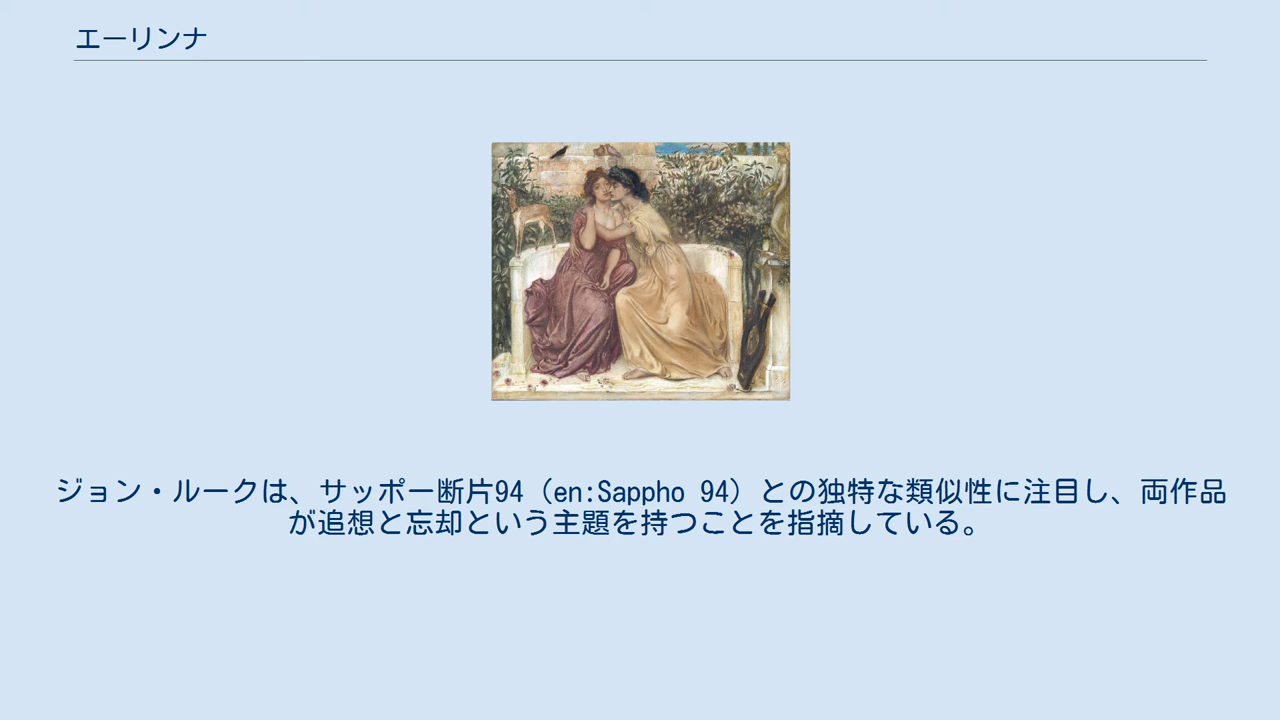 エーリンナ
ジョン・ルークは、サッポー断片94（en:Sappho 94）との独特な類似性に注目し、両作品
が追想と忘却という主題を持つことを指摘している。